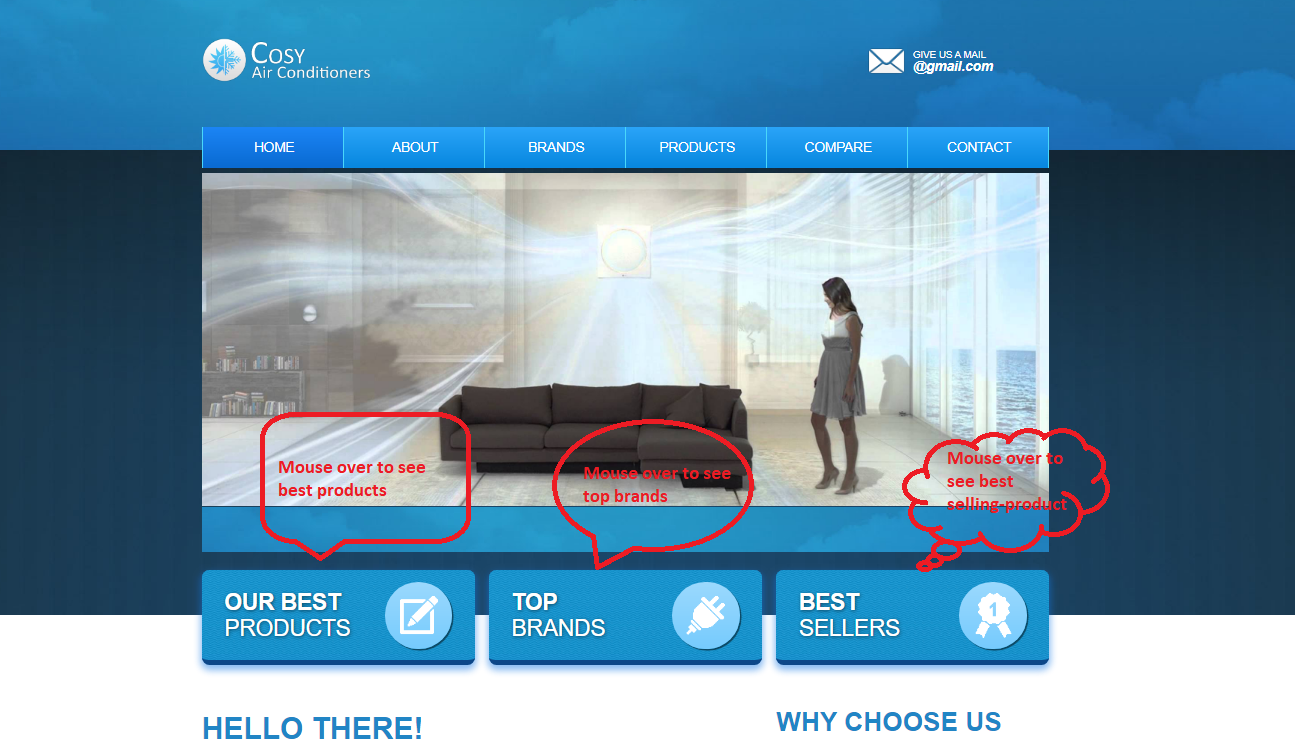 COSY
Air Conditioners
GIVE US A MAIL
@gmail.com
HOME ABOUT BRANDS PRODUCTS COMPARE CONTACT
Mouse over to see
best products
Mouse over to see
top brands
Mouse over to
see best
selling-product
OUR BEST
PRODUCTS
TOP
BRANDS
BEST
SELLERS
1
HELLO THERE!
WHY CHOOSE US